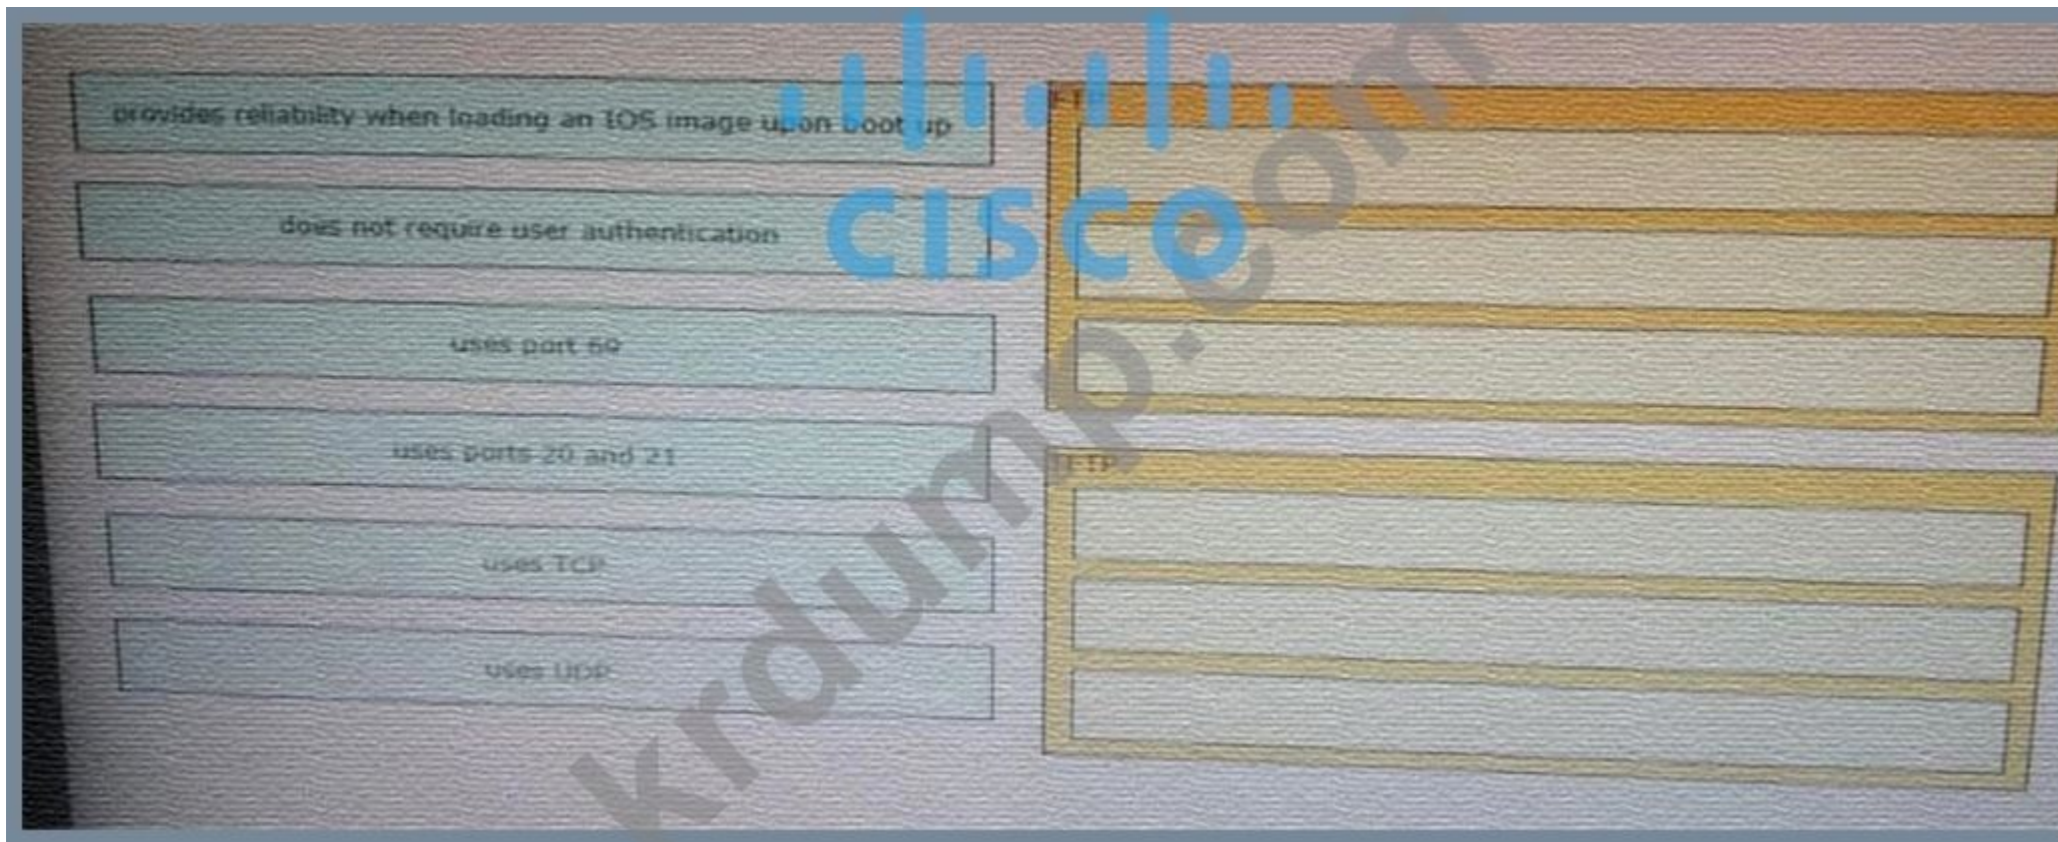 provides reliability when loading an IOS image upon boot up
does not require user authentication
uses port 69
uses ports 20 and 21
uses TCP
uses UDP
FTP
TFTP
CISCO
krdump.com